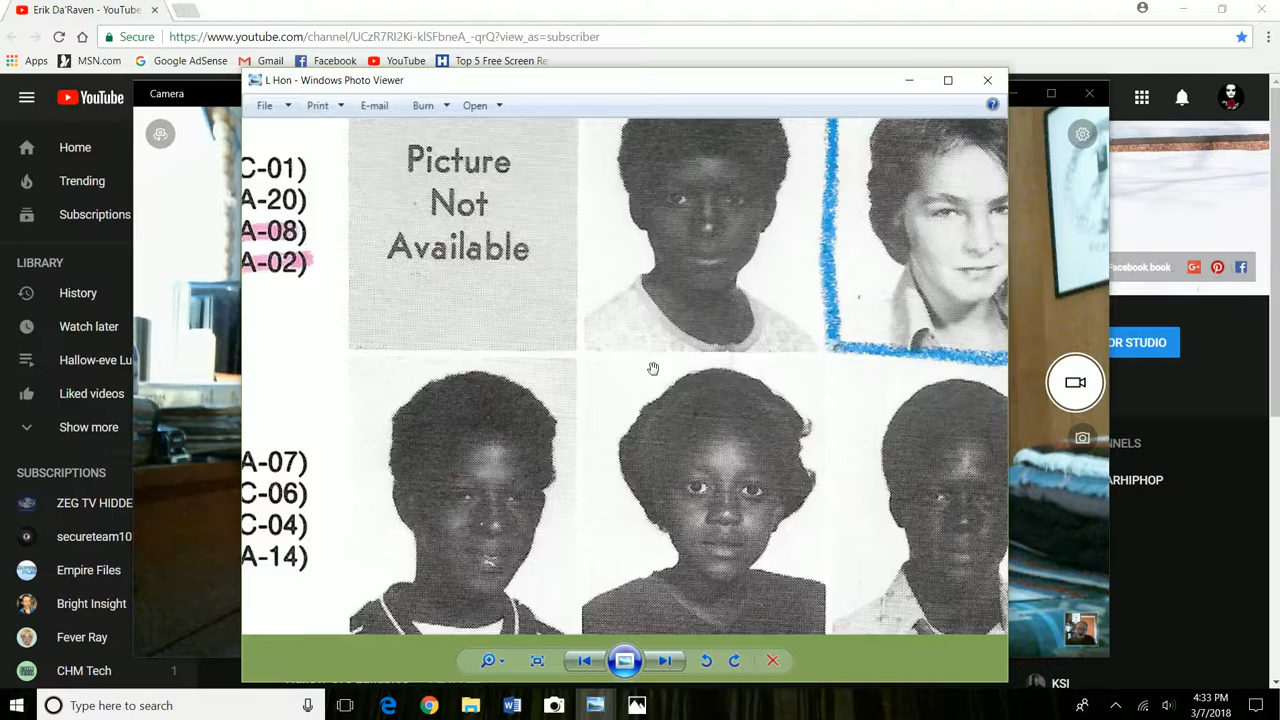 Erik Da'Raven - YouTube
Secure
https://www.youtube.com/channel/UCzR7RI2Ki-klSFbneA_-qrQ?view_as=subscriber
Apps
MSN.com
Google AdSense
Gmail
Facebook
YouTube
Top 5 Free Screen Re
YouTube
Camera
L Hon - Windows Photo Viewer
File
Print
E-mail
Burn
Open
C-01)
A-20)
A-08)
A-02)
Picture
Not
Available
A-07)
C-06)
C-04)
A-14)
Home
Trending
Subscriptions
LIBRARY
History
Watch later
Hallow-eve Lu
Liked videos
Show more
SUBSCRIPTIONS
ZEG TV HIDDE
secureteam10
Empire Files
Bright Insight
Fever Ray
CHM Tech
1
Facebook book
OR STUDIO
NNELS
ARHIPHOP
KSI
Type here to search
4:33 PM
3/7/2018